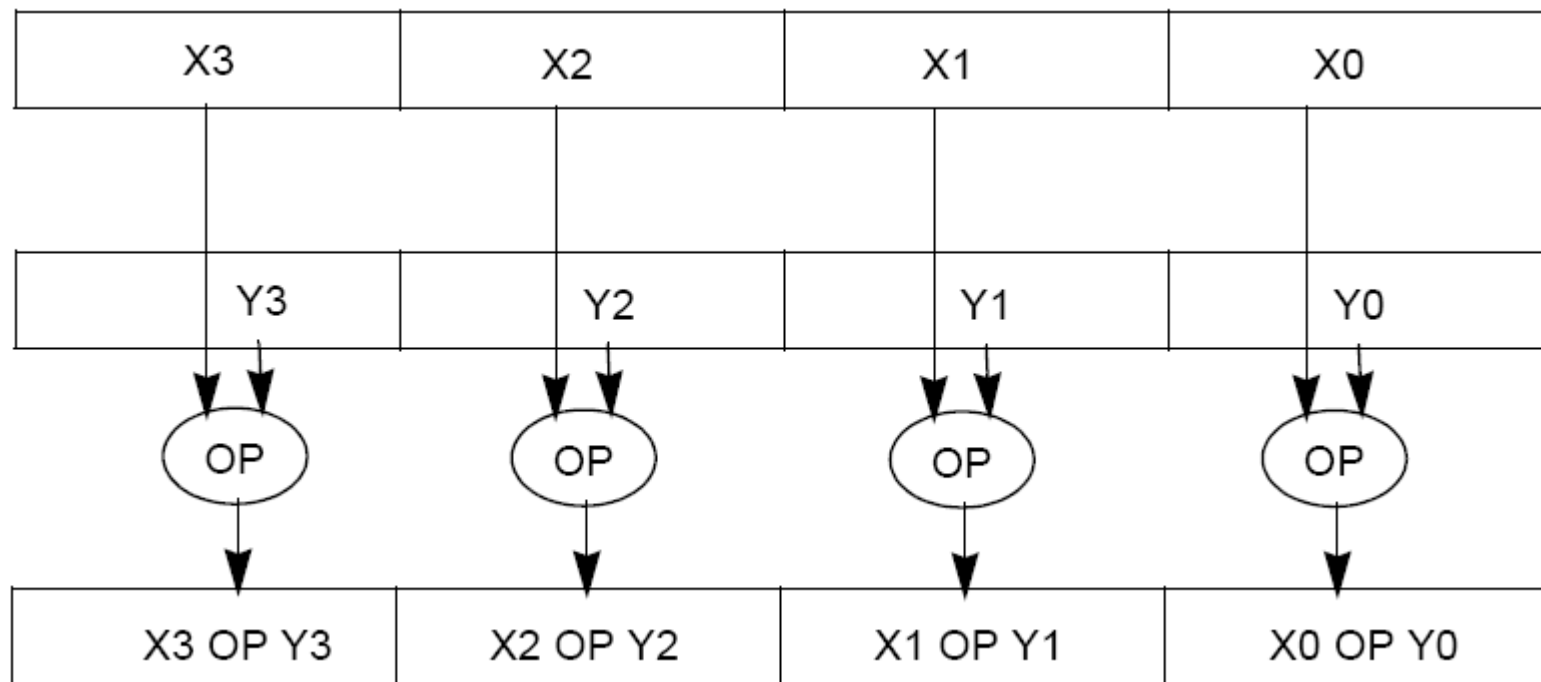 X3 X2 X1 X0
Y3 Y2 Y1 Y0
OP OP OP OP
X3 OP Y3 X2 OP Y2 X1 OP Y1 X0 OP Y0